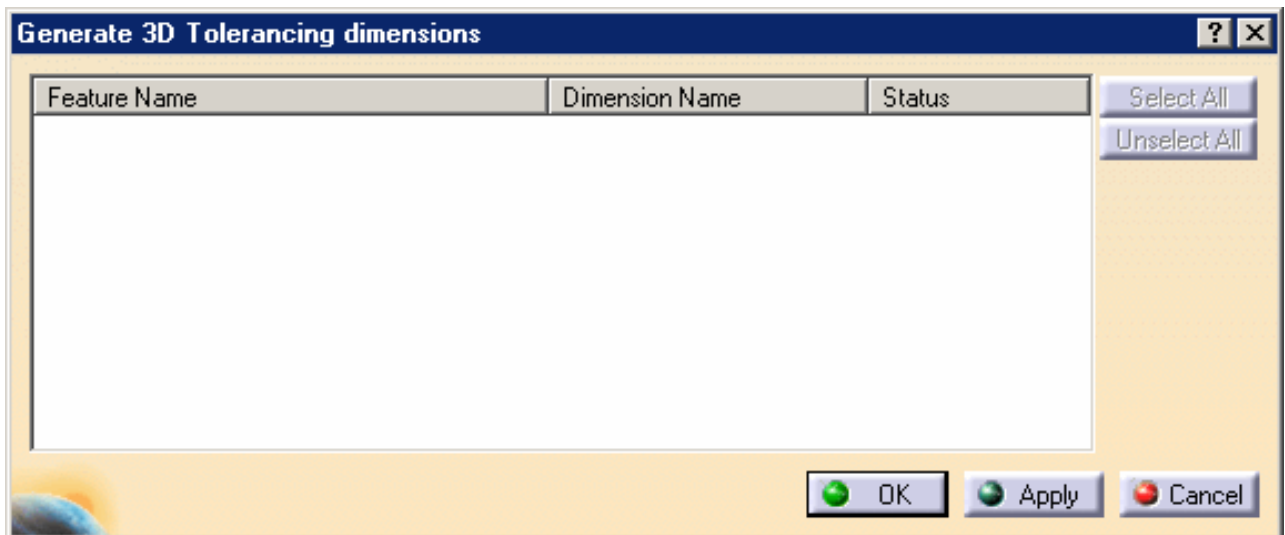 Generate 3D Tolerancing dimensions
Feature Name Dimension Name Status
Select All
Unselect All
OK Apply Cancel